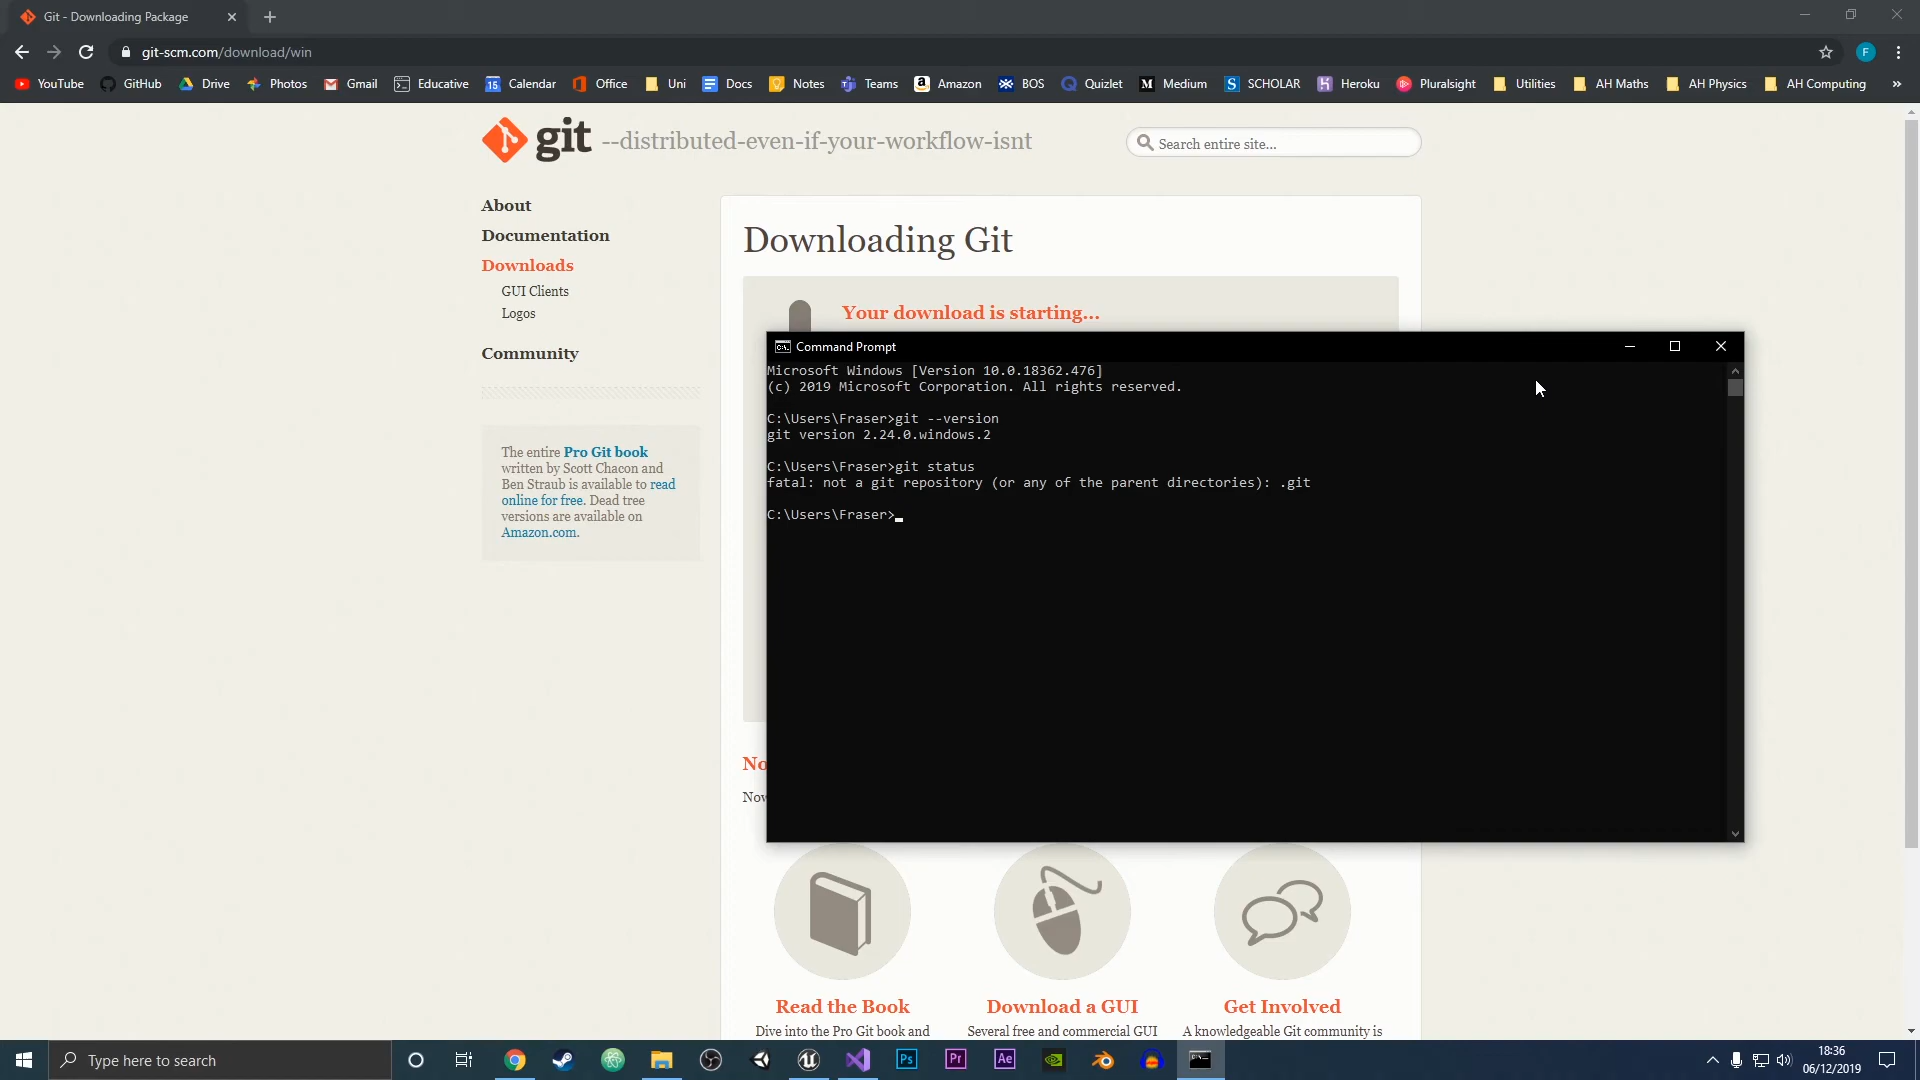 Git - Downloading Package
git-scm.com/download/win
F
YouTube GitHub Drive Photos Gmail Educative 15 Calendar Office Uni Docs Notes Teams a Amazon BOS Quizlet M Medium S SCHOLAR Heroku Pluralsight Utilities AH Maths AH Physics AH Computing »
git --distributed-even-if-your-workflow-isnt
Search entire site...
About
Documentation
Downloads
GUI Clients
Logos
Community
The entire Pro Git book
written by Scott Chacon and
Ben Straub is available to read
online for free. Dead tree
versions are available on
Amazon.com.
Downloading Git
Your download is starting...
Command Prompt
Microsoft Windows [Version 10.0.18362.476]
(c) 2019 Microsoft Corporation. All rights reserved.
C:\Users\Fraser>git --version
git version 2.24.0.windows.2
C:\Users\Fraser>git status
fatal: not a git repository (or any of the parent directories): .git
C:\Users\Fraser>
No
Nov
Read the Book
Dive into the Pro Git book and
Download a GUI
Several free and commercial GUI
Get Involved
A knowledgeable Git community is
Type here to search
Ps Pr Ae
18:36
06/12/2019